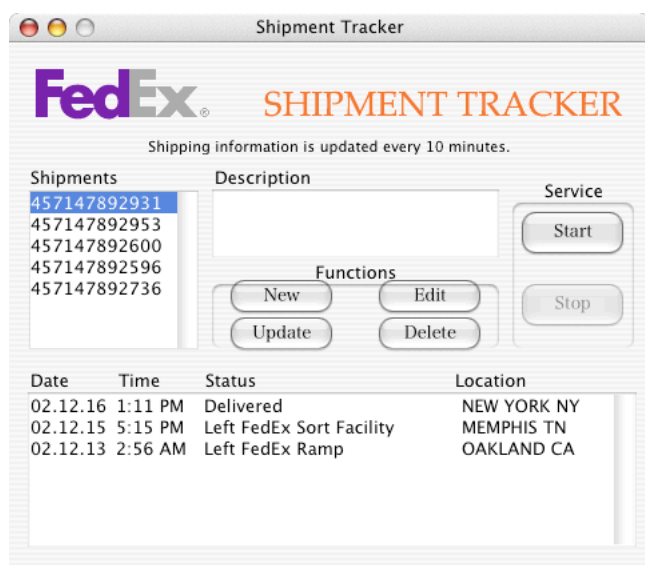 Shipment Tracker
FedEx®
SHIPMENT TRACKER
Shipping information is updated every 10 minutes.
Shipments
457147892931
457147892953
457147892600
457147892596
457147892736
Description
Functions
New Edit
Update Delete
Service
Start
Stop
Date Time Status Location
02.12.16 1:11 PM Delivered NEW YORK NY
02.12.15 5:15 PM Left FedEx Sort Facility MEMPHIS TN
02.12.13 2:56 AM Left FedEx Ramp OAKLAND CA